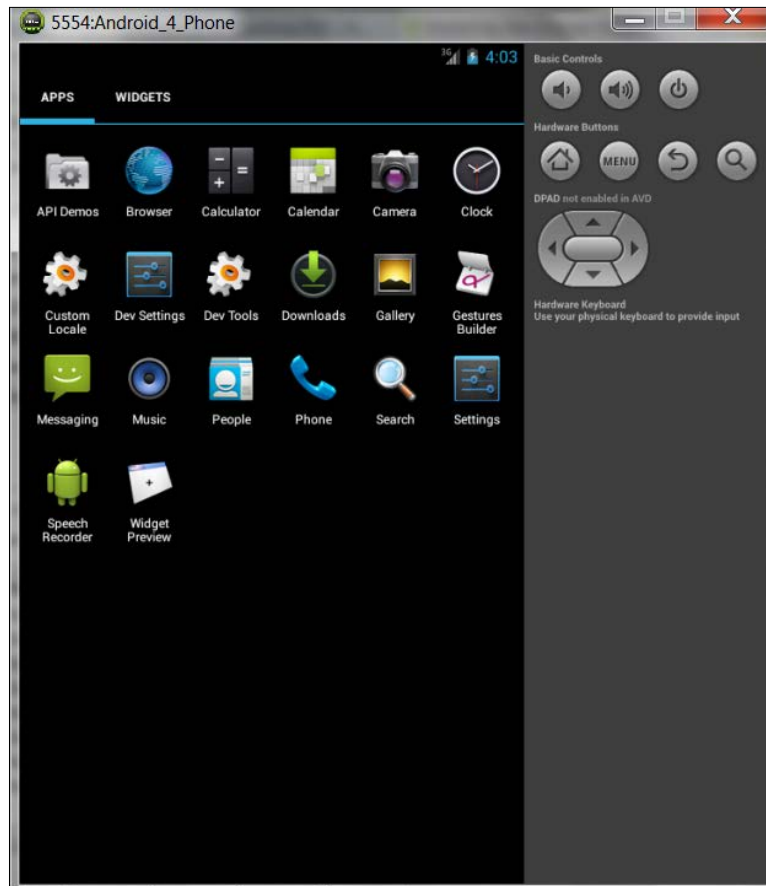 5554:Android_4_Phone
3G 4:03
APPS WIDGETS
API Demos Browser Calculator Calendar Camera Clock
Custom Locale Dev Settings Dev Tools Downloads Gallery Gestures Builder
Messaging Music People Phone Search Settings
Speech Recorder Widget Preview
Basic Controls
Hardware Buttons
MENU
DPAD not enabled in AVD
Hardware Keyboard
Use your physical keyboard to provide input